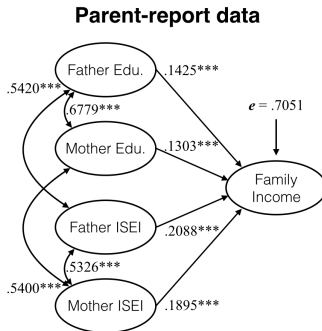 Parent-report data
Father Edu.
.1425***
.5420***
.6779***
e = .7051
Mother Edu.
.1303***
Family
Income
Father ISEI
.2088***
.5326***
.5400***
Mother ISEI
.1895***